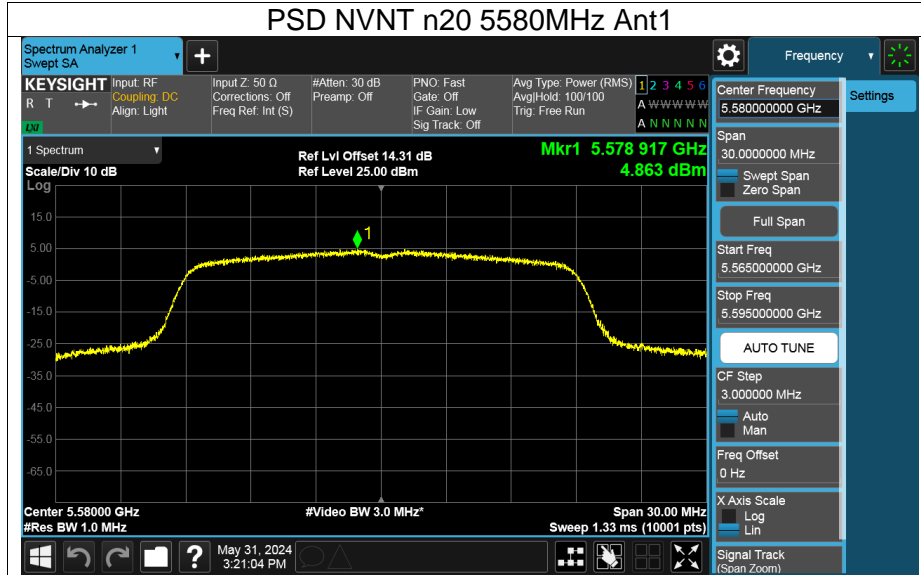 PSD NVNT n20 5580MHz Ant1
Spectrum Analyzer 1
Swept SA
+
Frequency
KEYSIGHT
R T
LXI
Input: RF
Coupling: DC
Align: Light
Input Z: 50 Ω
Corrections: Off
Freq Ref: Int (S)
#Atten: 30 dB
Preamp: Off
PNO: Fast
Gate: Off
IF Gain: Low
Sig Track: Off
Avg Type: Power (RMS)
Avg|Hold: 100/100
Trig: Free Run
1 2 3 4 5 6
A W W W W W
A N N N N N
1 Spectrum
Scale/Div 10 dB
Log
Ref Lvl Offset 14.31 dB
Ref Level 25.00 dBm
Mkr1 5.578 917 GHz
4.863 dBm
15.0
5.00
-5.00
-15.0
-25.0
-35.0
-45.0
-55.0
-65.0
1
Center 5.58000 GHz
#Res BW 1.0 MHz
#Video BW 3.0 MHz*
Span 30.00 MHz
Sweep 1.33 ms (10001 pts)
?
May 31, 2024
3:21:04 PM
Center Frequency
5.580000000 GHz
Span
30.0000000 MHz
Swept Span
Zero Span
Full Span
Start Freq
5.565000000 GHz
Stop Freq
5.595000000 GHz
AUTO TUNE
CF Step
3.000000 MHz
Auto
Man
Freq Offset
0 Hz
X Axis Scale
Log
Lin
Signal Track
(Span Zoom)
Settings